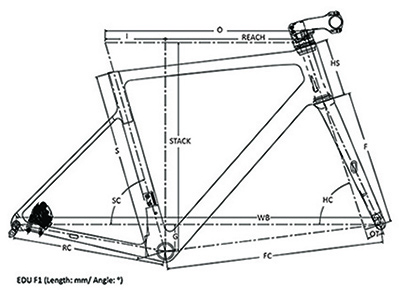 O
I REACH
HS
STACK
F
S
SC
HC
WB
G
OT
RC
FC
EDU F1 (Length: mm/ Angle: °)